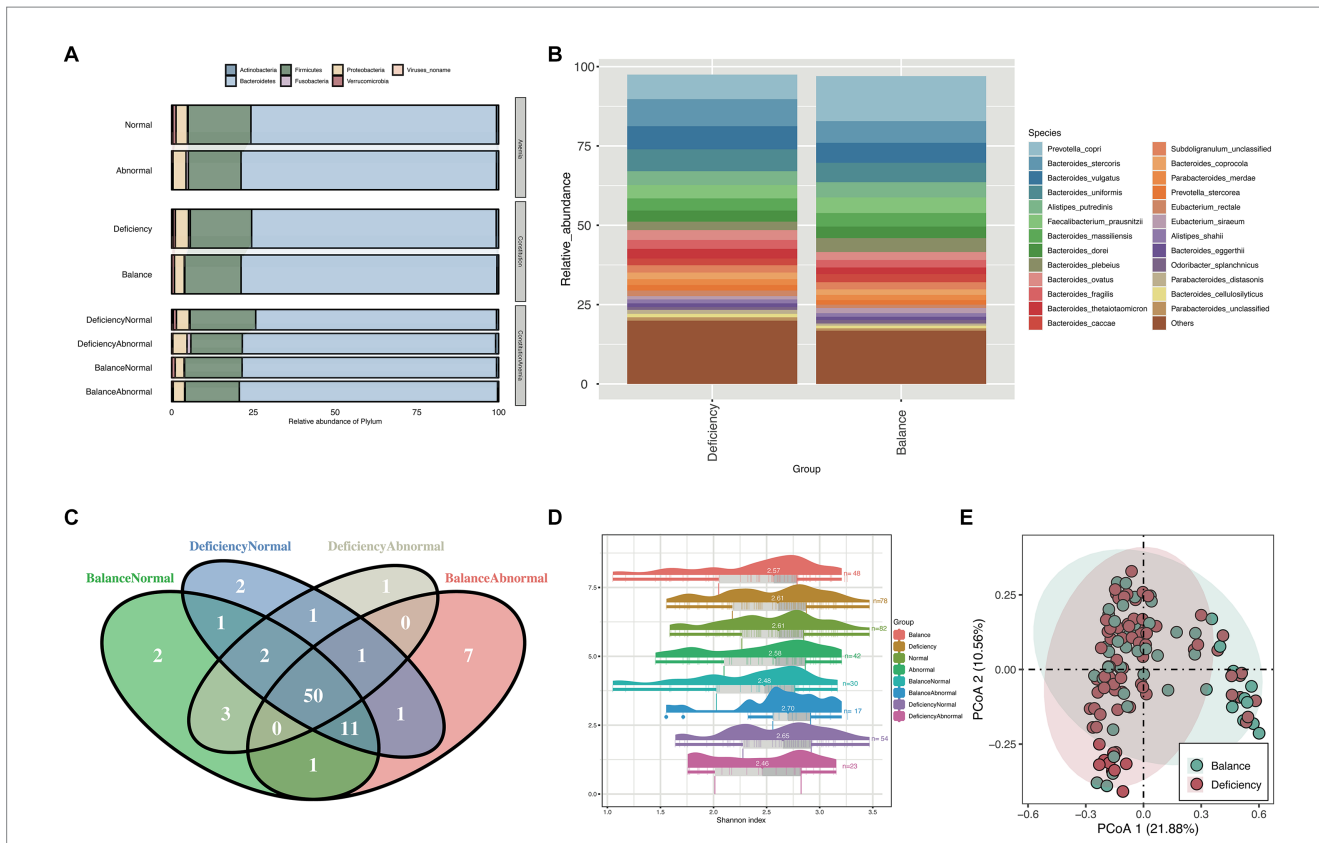 A
Actinobacteria Firmicutes Proteobacteria Viruses_noname
Bacteroidetes Fusobacteria Verrucomicrobia
Normal
Abnormal
Anemia
Deficiency
Balance
Constitution
DeficiencyNormal
DeficiencyAbnormal
BalanceNormal
BalanceAbnormal
ConstitutionAnemia
0 25 50 75 100
Relative abundance of Plylum
B
100
75
50
25
0
Relative_abundance
Deficiency
Balance
Group
Species
Prevotella_copri
Bacteroides_stercoris
Bacteroides_vulgatus
Bacteroides_uniformis
Alistipes_putredinis
Faecalibacterium_prausnitzii
Bacteroides_massiliensis
Bacteroides_dorei
Bacteroides_plebeius
Bacteroides_ovatus
Bacteroides_fragilis
Bacteroides_thetaiotaomicron
Bacteroides_caccae
Subdoligranulum_unclassified
Bacteroides_coprocola
Parabacteroides_merdae
Prevotella_stercorea
Eubacterium_rectale
Eubacterium_siraeum
Alistipes_shahii
Bacteroides_eggerthii
Odoribacter_splanchnicus
Parabacteroides_distasonis
Bacteroides_cellulosilyticus
Parabacteroides_unclassified
Others
C
DeficiencyNormal DeficiencyAbnormal
BalanceNormal BalanceAbnormal
2 1
1 1 0
2 2 1 7
50
3 0 11 1
1
D
7.5
5.0
2.5
0.0
2.57 n= 48
2.61 n=78
2.61 n=82
2.58 n=42
2.48 n=30
2.70 n= 17
2.65 n= 54
2.46 n=23
1.0 1.5 2.0 2.5 3.0 3.5
Shannon index
Group
Balance
Deficiency
Normal
Abnormal
BalanceNormal
BalanceAbnormal
DeficiencyNormal
DeficiencyAbnormal
E
0.25
0.00
−0.25
PCoA 2 (10.56%)
Balance
Deficiency
−0.6 −0.3 0.0 0.3 0.6
PCoA 1 (21.88%)